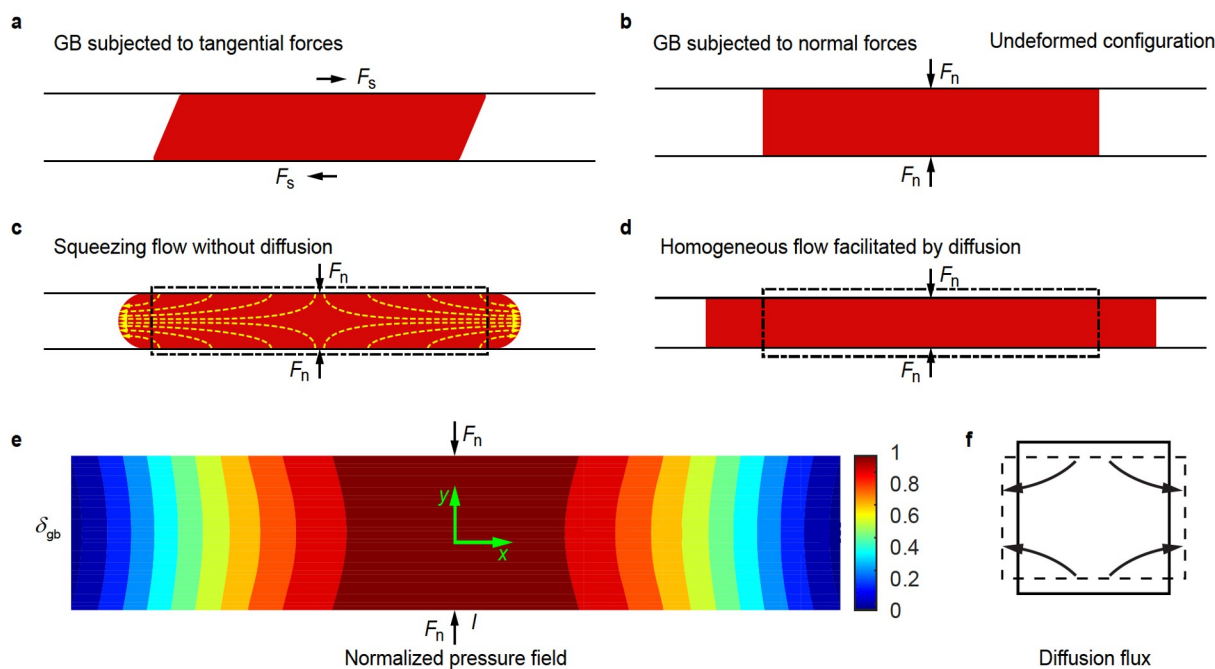 a
GB subjected to tangential forces
Fs
Fs
b
GB subjected to normal forces
Undeformed configuration
Fn
Fn
c
Squeezing flow without diffusion
Fn
Fn
d
Homogeneous flow facilitated by diffusion
Fn
Fn
e
Fn
δgb
y
x
Fn
l
Normalized pressure field
1
0.8
0.6
0.4
0.2
0
f
Diffusion flux